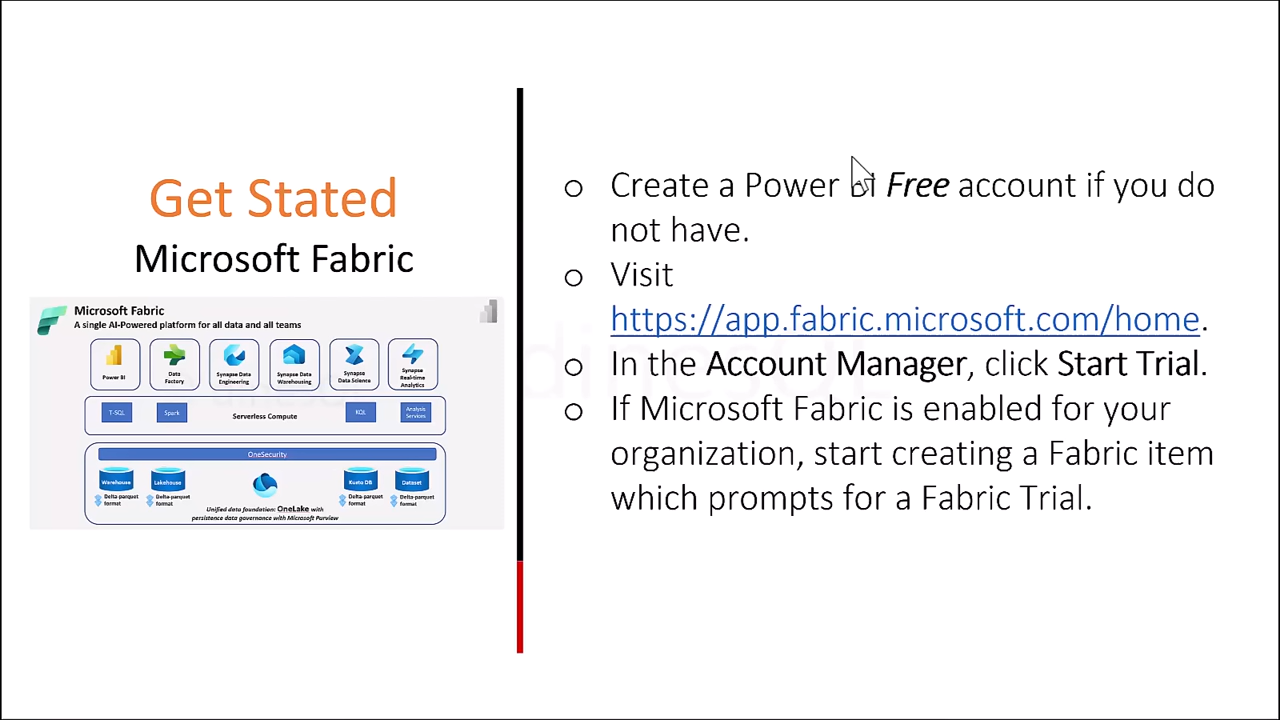 Get Stated
Microsoft Fabric
Microsoft Fabric
A single AI-Powered platform for all data and all teams
Power BI
Data
Factory
Synapse Data
Engineering
Synapse Data
Warehousing
Synapse
Data Science
Synapse
Real-time
Analytics
T-SQL
Spark
Serverless Compute
KQL
Analysis
Services
OneSecurity
Warehouse
Lakehouse
Kusto DB
Dataset
Delta-parquet
format
Delta-parquet
format
Delta-parquet
format
Delta-parquet
format
Unified data foundation: OneLake with
persistence data governance with Microsoft Purview
Create a Power BI Free account if you do
not have.
Visit
https://app.fabric.microsoft.com/home.
In the Account Manager, click Start Trial.
If Microsoft Fabric is enabled for your
organization, start creating a Fabric item
which prompts for a Fabric Trial.